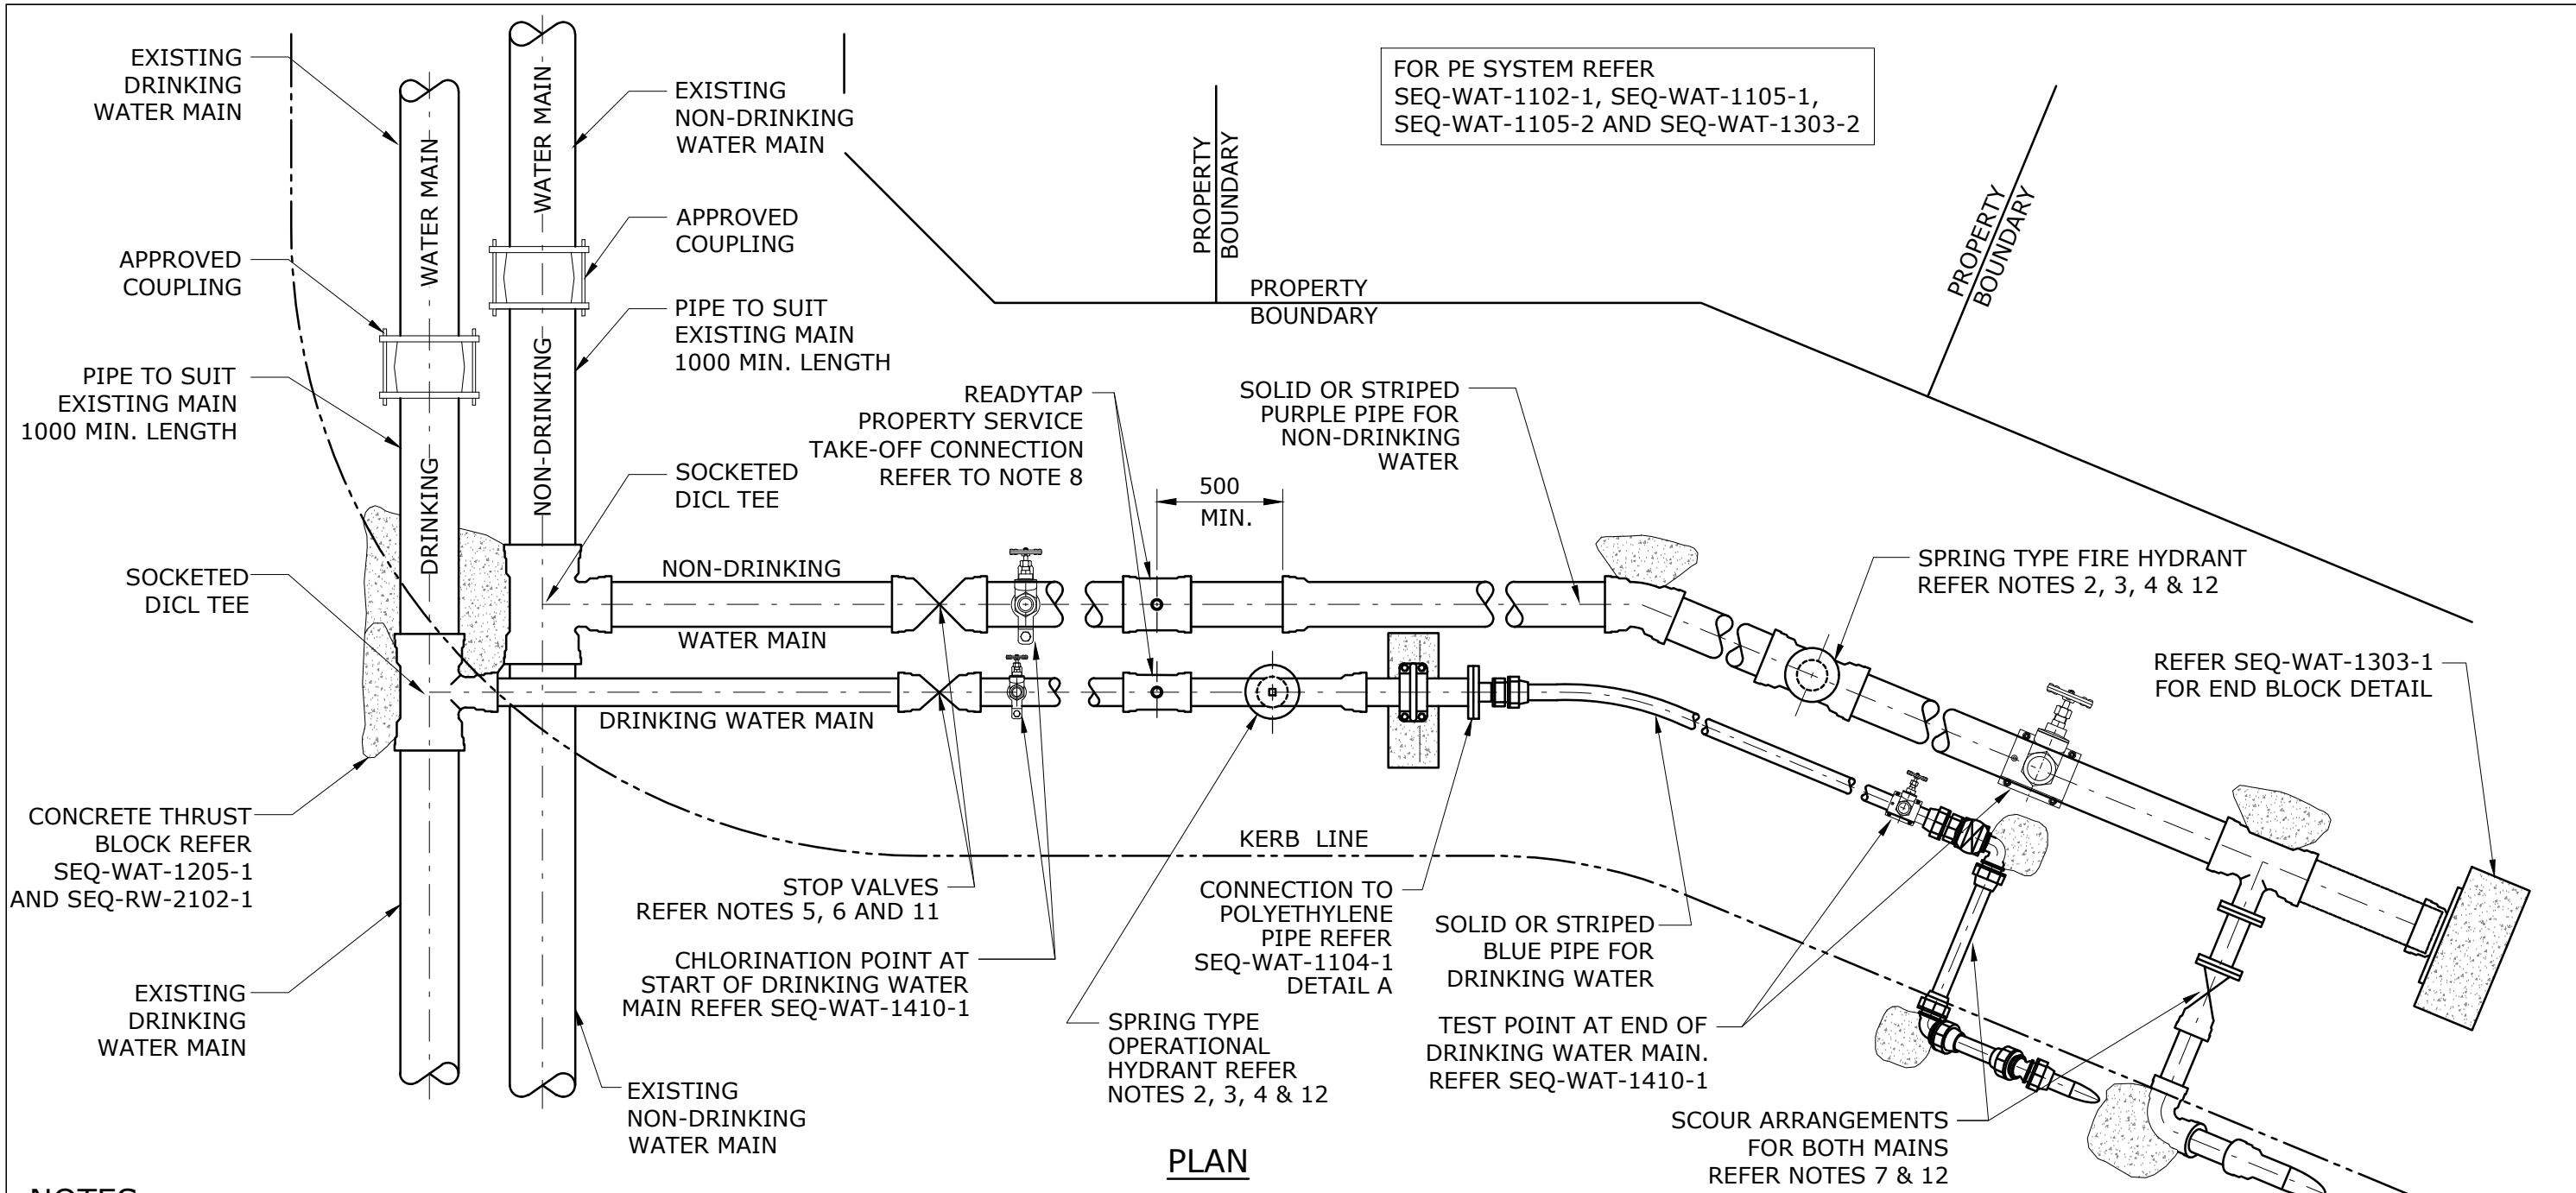 EXISTING
DRINKING
WATER MAIN
WATER MAIN
WATER MAIN
EXISTING
NON-DRINKING
WATER MAIN
FOR PE SYSTEM REFER
SEQ-WAT-1102-1, SEQ-WAT-1105-1,
SEQ-WAT-1105-2 AND SEQ-WAT-1303-2
PROPERTY
BOUNDARY
PROPERTY
BOUNDARY
PROPERTY
BOUNDARY
APPROVED
COUPLING
APPROVED
COUPLING
PIPE TO SUIT
EXISTING MAIN
1000 MIN. LENGTH
PIPE TO SUIT
EXISTING MAIN
1000 MIN. LENGTH
DRINKING
NON-DRINKING
READYTAP
PROPERTY SERVICE
TAKE-OFF CONNECTION
REFER TO NOTE 8
SOLID OR STRIPED
PURPLE PIPE FOR
NON-DRINKING
WATER
SOCKETED
DICL TEE
500
MIN.
SOCKETED
DICL TEE
NON-DRINKING
WATER MAIN
SPRING TYPE FIRE HYDRANT
REFER NOTES 2, 3, 4 & 12
REFER SEQ-WAT-1303-1
FOR END BLOCK DETAIL
DRINKING WATER MAIN
CONCRETE THRUST
BLOCK REFER
SEQ-WAT-1205-1
AND SEQ-RW-2102-1
KERB LINE
STOP VALVES
REFER NOTES 5, 6 AND 11
CONNECTION TO
POLYETHYLENE
PIPE REFER
SEQ-WAT-1104-1
DETAIL A
SOLID OR STRIPED
BLUE PIPE FOR
DRINKING WATER
CHLORINATION POINT AT
START OF DRINKING WATER
MAIN REFER SEQ-WAT-1410-1
EXISTING
DRINKING
WATER MAIN
SPRING TYPE
OPERATIONAL
HYDRANT REFER
NOTES 2, 3, 4 & 12
TEST POINT AT END OF
DRINKING WATER MAIN.
REFER SEQ-WAT-1410-1
EXISTING
NON-DRINKING
WATER MAIN
SCOUR ARRANGEMENTS
FOR BOTH MAINS
REFER NOTES 7 & 12
PLAN
NOTES